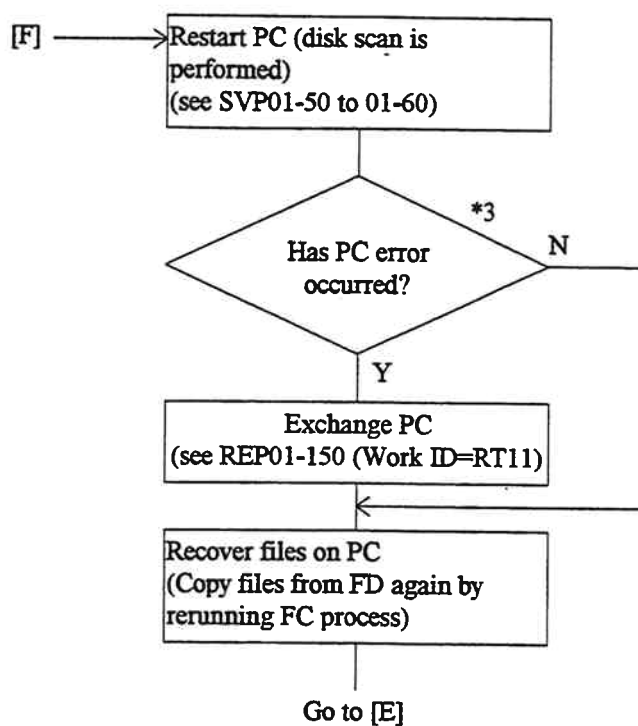 [F]
Restart PC (disk scan is
performed)
(see SVP01-50 to 01-60)
*3
Has PC error
occurred?
N
Y
Exchange PC
(see REP01-150 (Work ID=RT11)
Recover files on PC
(Copy files from FD again by
rerunning FC process)
Go to [E]